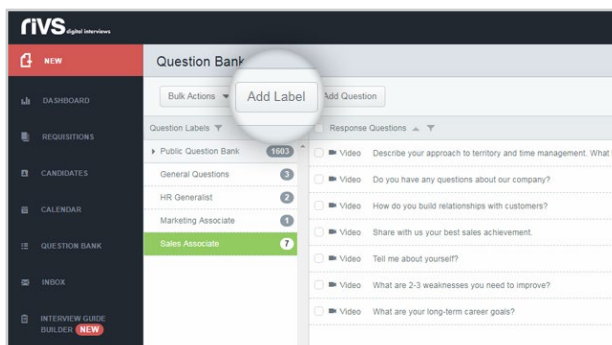 rivs digital interviews
NEW
Question Bank
Bulk Actions
Add Label
Add Question
DASHBOARD
Question Labels
Response
Questions
REQUISITIONS
Public Question Bank 1603
Video Describe your approach to territory and time management. What
CANDIDATES
General Questions 3
Video Do you have any questions about our company?
HR Generalist 2
Video How do you build relationships with customers?
CALENDAR
Marketing Associate 1
Video Share with us your best sales achievement.
QUESTION BANK
Sales Associate 7
Video Tell me about yourself?
INBOX
Video What are 2-3 weaknesses you need to improve?
INTERVIEW GUIDE
BUILDER NEW
Video What are your long-term career goals?